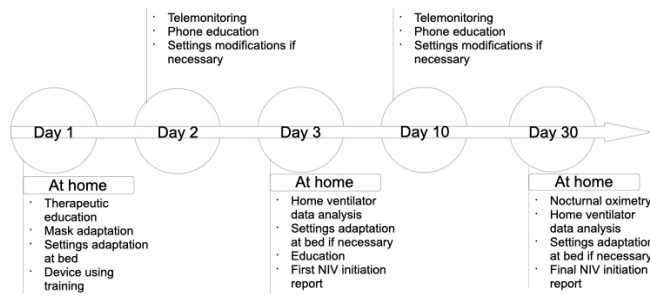 Telemonitoring
Phone education
Settings modifications if
necessary
Telemonitoring
Phone education
Settings modifications if
necessary
Day 1
Day 2
Day 3
Day 10
Day 30
At home
Therapeutic
education
Mask adaptation
Settings adaptation
at bed
Device using
training
At home
Home ventilator
data analysis
Settings adaptation
at bed if necessary
Education
First NIV initiation
report
At home
Nocturnal oximetry
Home ventilator
data analysis
Settings adaptation
at bed if necessary
Final NIV initiation
report